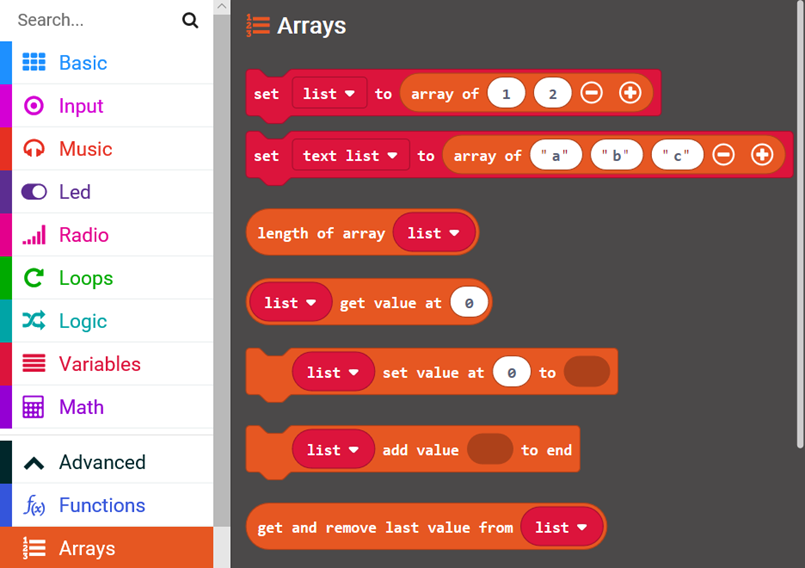 Search...
Basic
Input
Music
Led
Radio
Loops
Logic
Variables
Math
Advanced
f(x) Functions
Arrays
Arrays
set list to array of 1 2
set text list to array of "a" "b" "c"
length of array list
list get value at 0
list set value at 0 to
list add value to end
get and remove last value from list